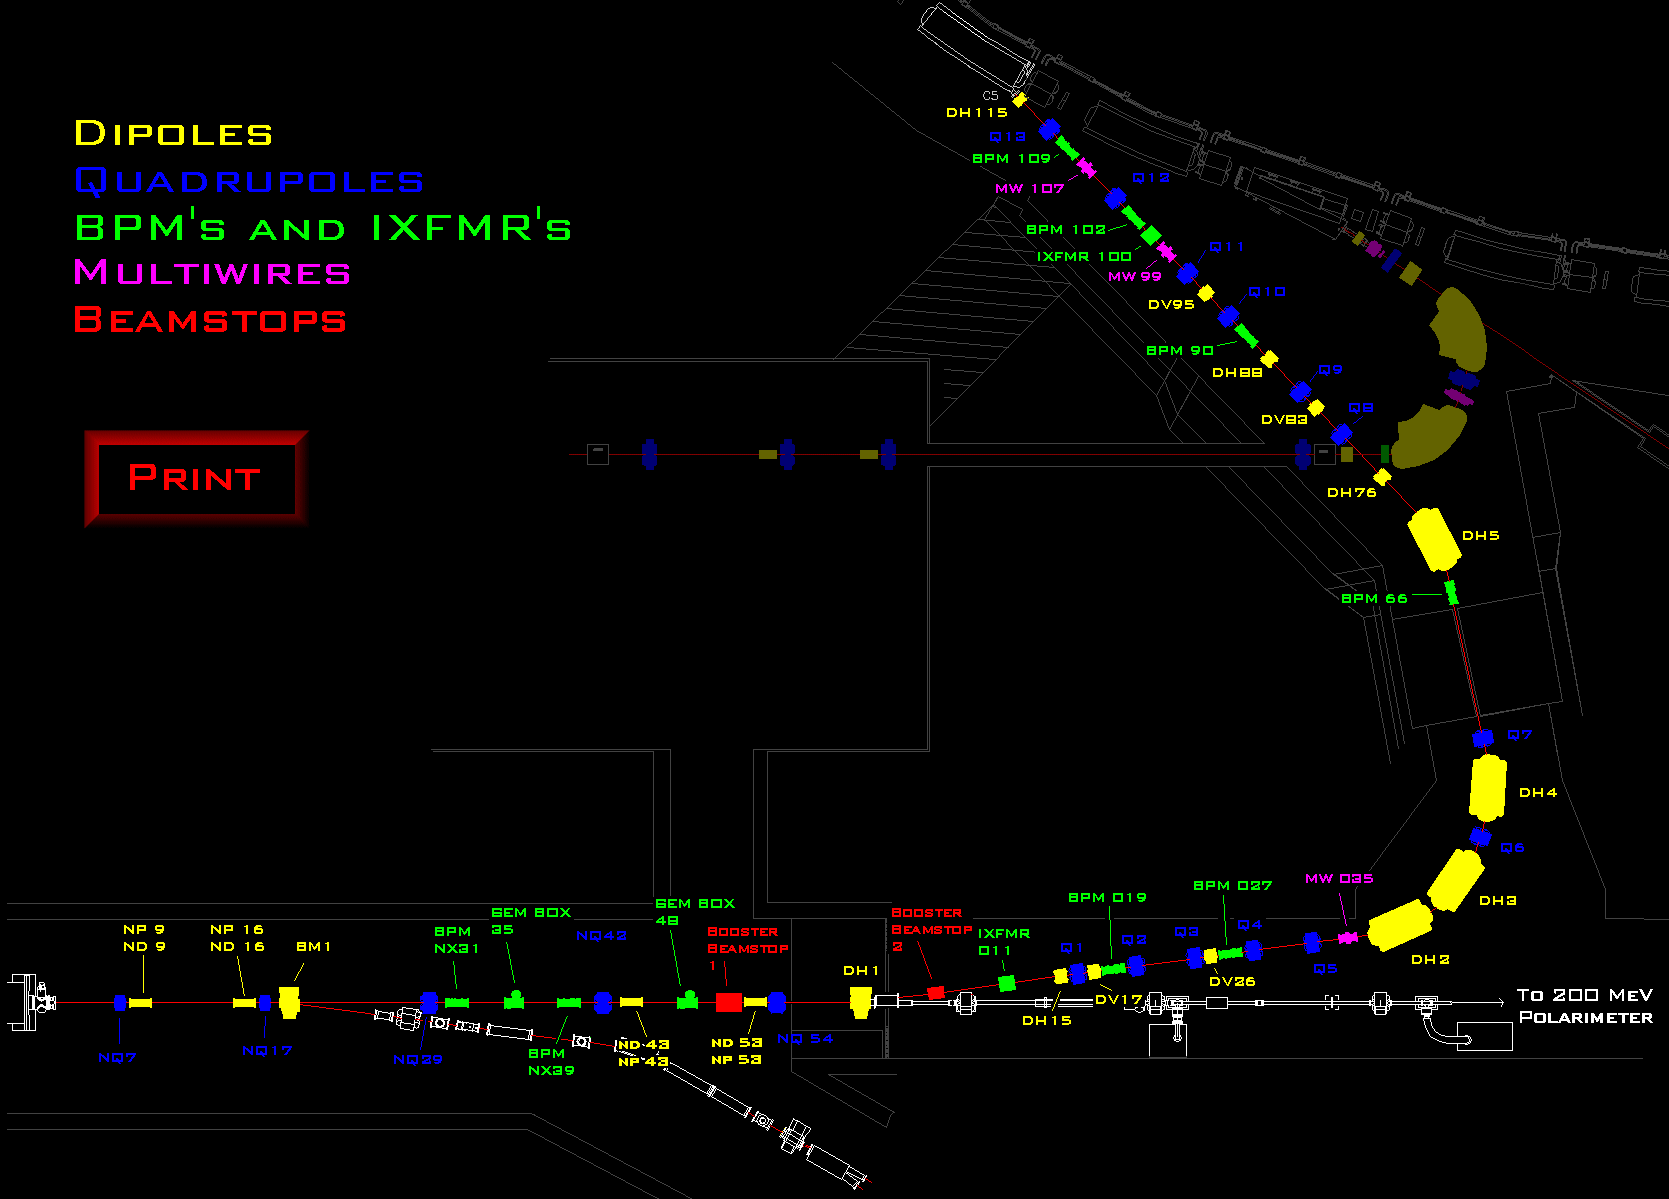 DIPOLES
QUADRUPOLES
BPM'S AND IXFMR'S
MULTIWIRES
BEAMSTOPS
PRINT
C5
DH115
Q13
BPM 109
MW 107
Q12
BPM 102
IXFMR 100
MW 99
Q11
DV95
Q10
BPM 90
DH88
Q9
DV83
Q8
DH76
DH5
BPM 66
Q7
DH4
Q6
DH3
DH2
MW 035
Q5
BPM 027
Q4
Q3
DV26
BPM 019
Q2
Q1
DV17
DH15
IXFMR
011
BOOSTER
BEAMSTOP
2
DH1
TO 200 MEV
POLARIMETER
NP 9
ND 9
NP 16
ND 16
BM1
BPM
NX31
SEM BOX
35
NQ42
SEM BOX
48
BOOSTER
BEAMSTOP
1
NQ7
NQ17
NQ29
BPM
NX39
ND 43
NP 43
ND 53
NP 53
NQ 54